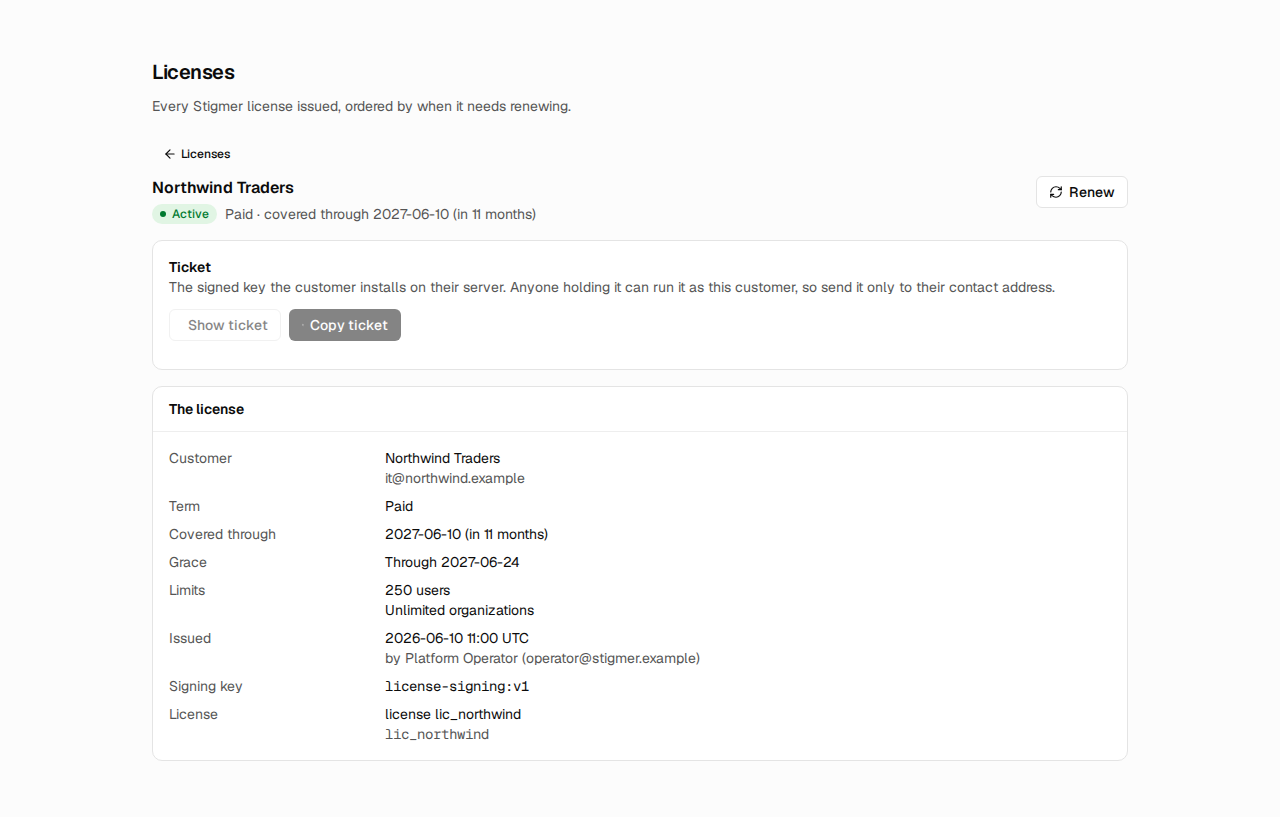 Licenses
Every Stigmer license issued, ordered by when it needs renewing.
Licenses
Northwind Traders
Renew
Active
Paid · covered through 2027-06-10 (in 11 months)
Ticket
The signed key the customer installs on their server. Anyone holding it can run it as this customer, so send it only to their contact address.
Show ticket
Copy ticket
The license
Customer
Northwind Traders
it@northwind.example
Term
Paid
Covered through
2027-06-10 (in 11 months)
Grace
Through 2027-06-24
Limits
250 users
Unlimited organizations
Issued
2026-06-10 11:00 UTC
by Platform Operator (operator@stigmer.example)
Signing key
license-signing:v1
License
license lic_northwind
lic_northwind